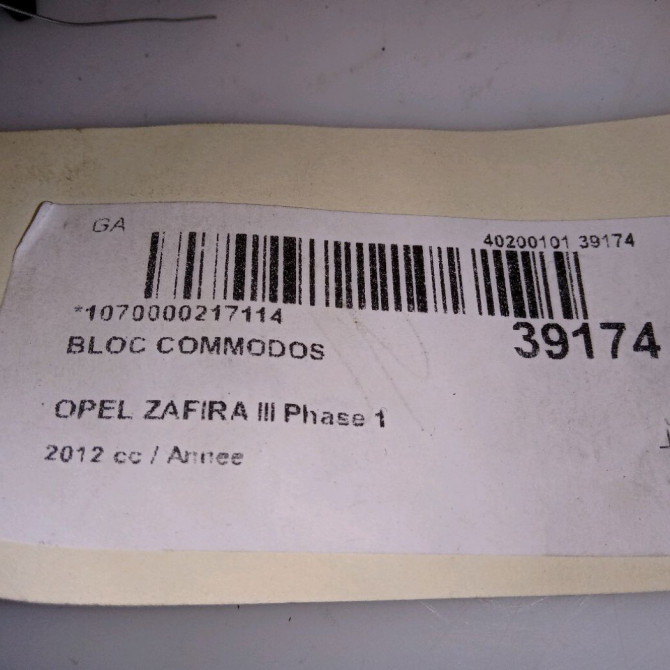 GA
40200101 39174
*1070000217114
39174
BLOC COMMODOS
OPEL ZAFIRA III Phase 1
2012 cc / Annee